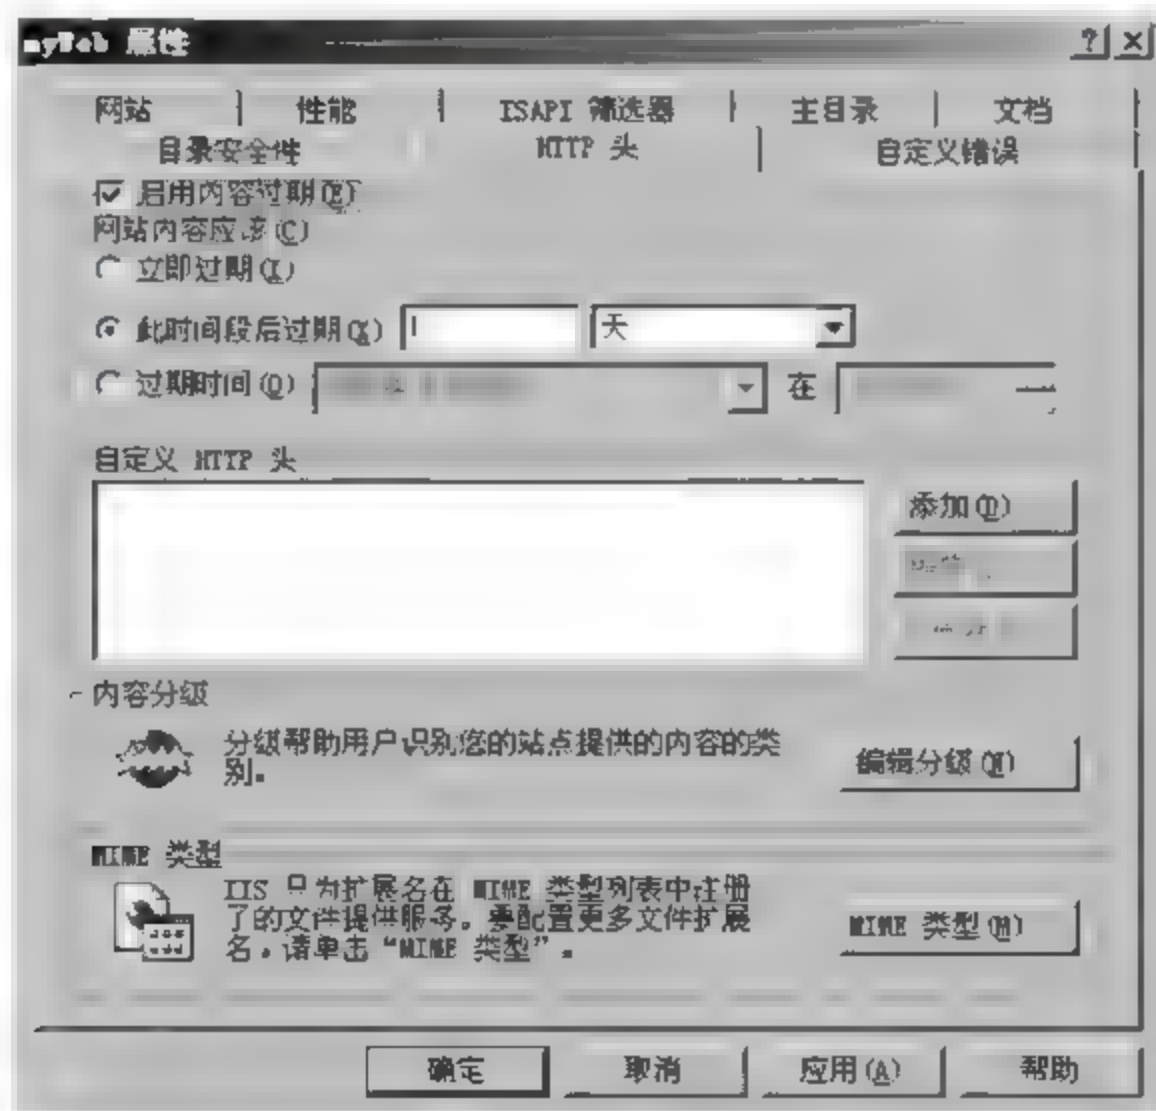 myWeb 属性
网站 性能 ISAPI 筛选器 主目录 文档
目录安全性 HTTP 头 自定义错误
启用内容过期(E)
网站内容应该(C)
立即过期(I)
此时间段后过期(X) 1 天
过期时间(O) 在
自定义 HTTP 头
添加(D)
内容分级
分级帮助用户识别您的站点提供的内容的类
别。
编辑分级(N)
MIME 类型
IIS 只为扩展名在 MIME 类型列表中注册
了的文件提供服务。要配置更多文件扩展
名，请单击“MIME 类型”。
MIME 类型(M)
确定 取消 应用(A) 帮助